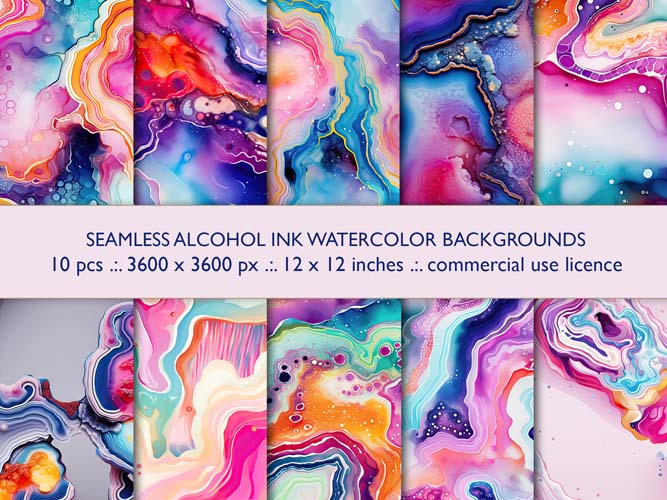 SEAMLESS ALCOHOL INK WATERCOLOR BACKGROUNDS
10 pcs .:. 3600 x 3600 px .:. 12 x 12 inches .:. commercial use licence